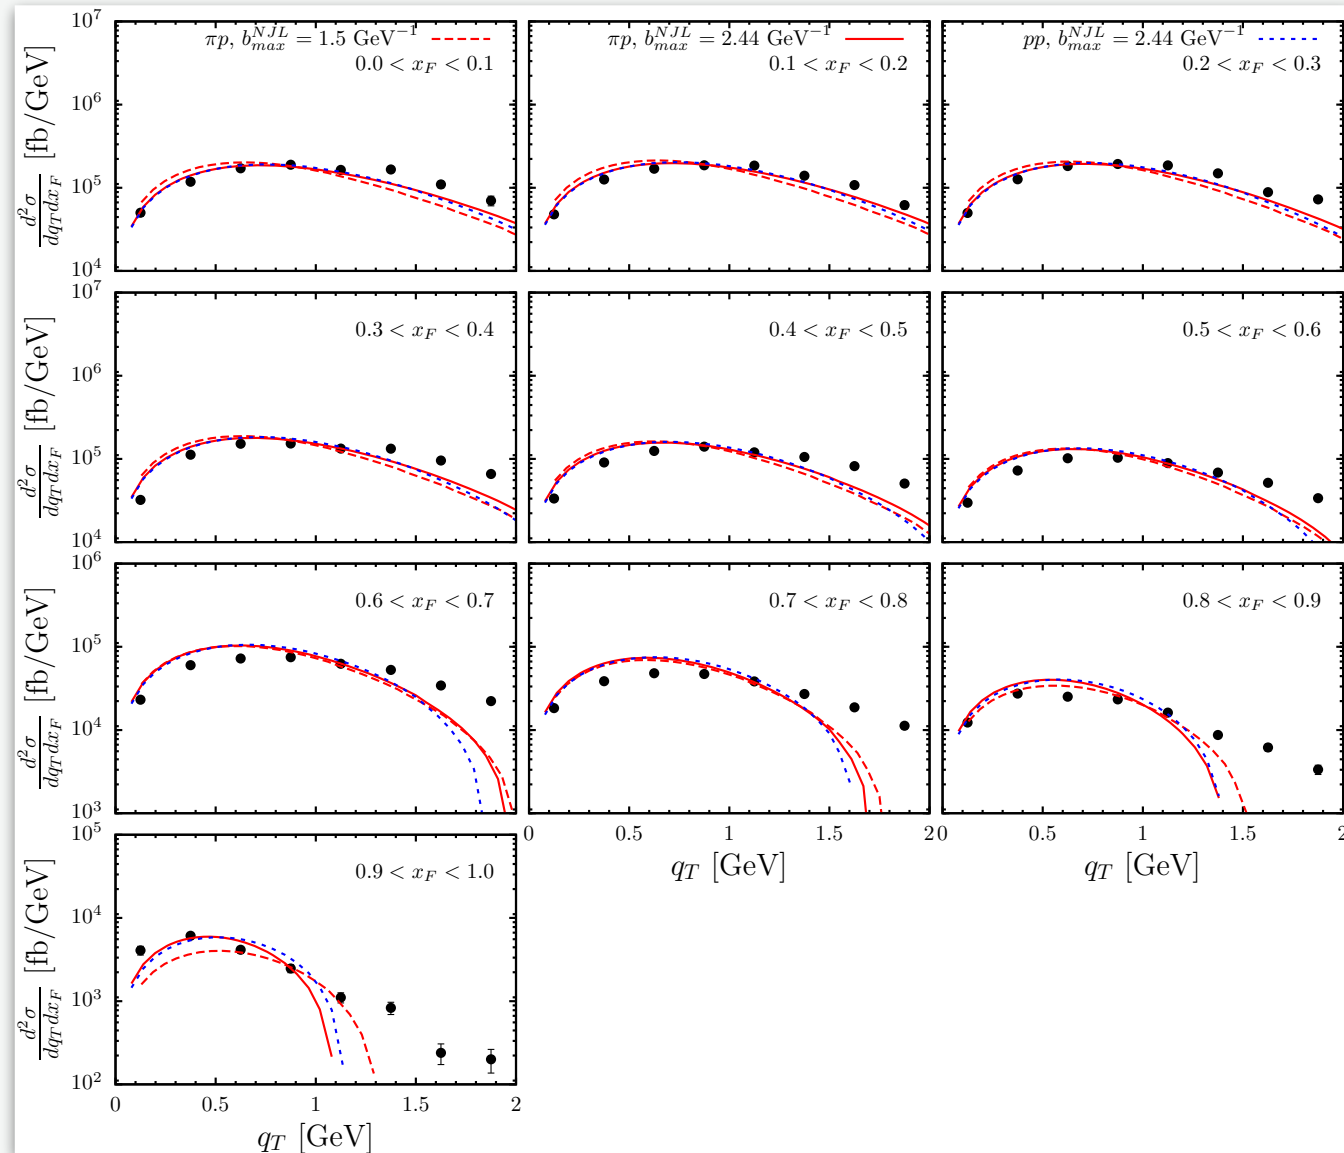 10^7
10^6
10^5
10^4
d²σ/dq_T dx_F [fb/GeV]
πp, b_max^NJL = 1.5 GeV^−1
0.0 < x_F < 0.1
πp, b_max^NJL = 2.44 GeV^−1
0.1 < x_F < 0.2
pp, b_max^NJL = 2.44 GeV^−1
0.2 < x_F < 0.3
10^7
10^6
10^5
10^4
d²σ/dq_T dx_F [fb/GeV]
0.3 < x_F < 0.4
0.4 < x_F < 0.5
0.5 < x_F < 0.6
10^6
10^5
10^4
10^3
d²σ/dq_T dx_F [fb/GeV]
0.6 < x_F < 0.7
0.7 < x_F < 0.8
0.8 < x_F < 0.9
0 0.5 1 1.5 2
q_T [GeV]
0 0.5 1 1.5 2
q_T [GeV]
10^5
10^4
10^3
10^2
d²σ/dq_T dx_F [fb/GeV]
0.9 < x_F < 1.0
0 0.5 1 1.5 2
q_T [GeV]